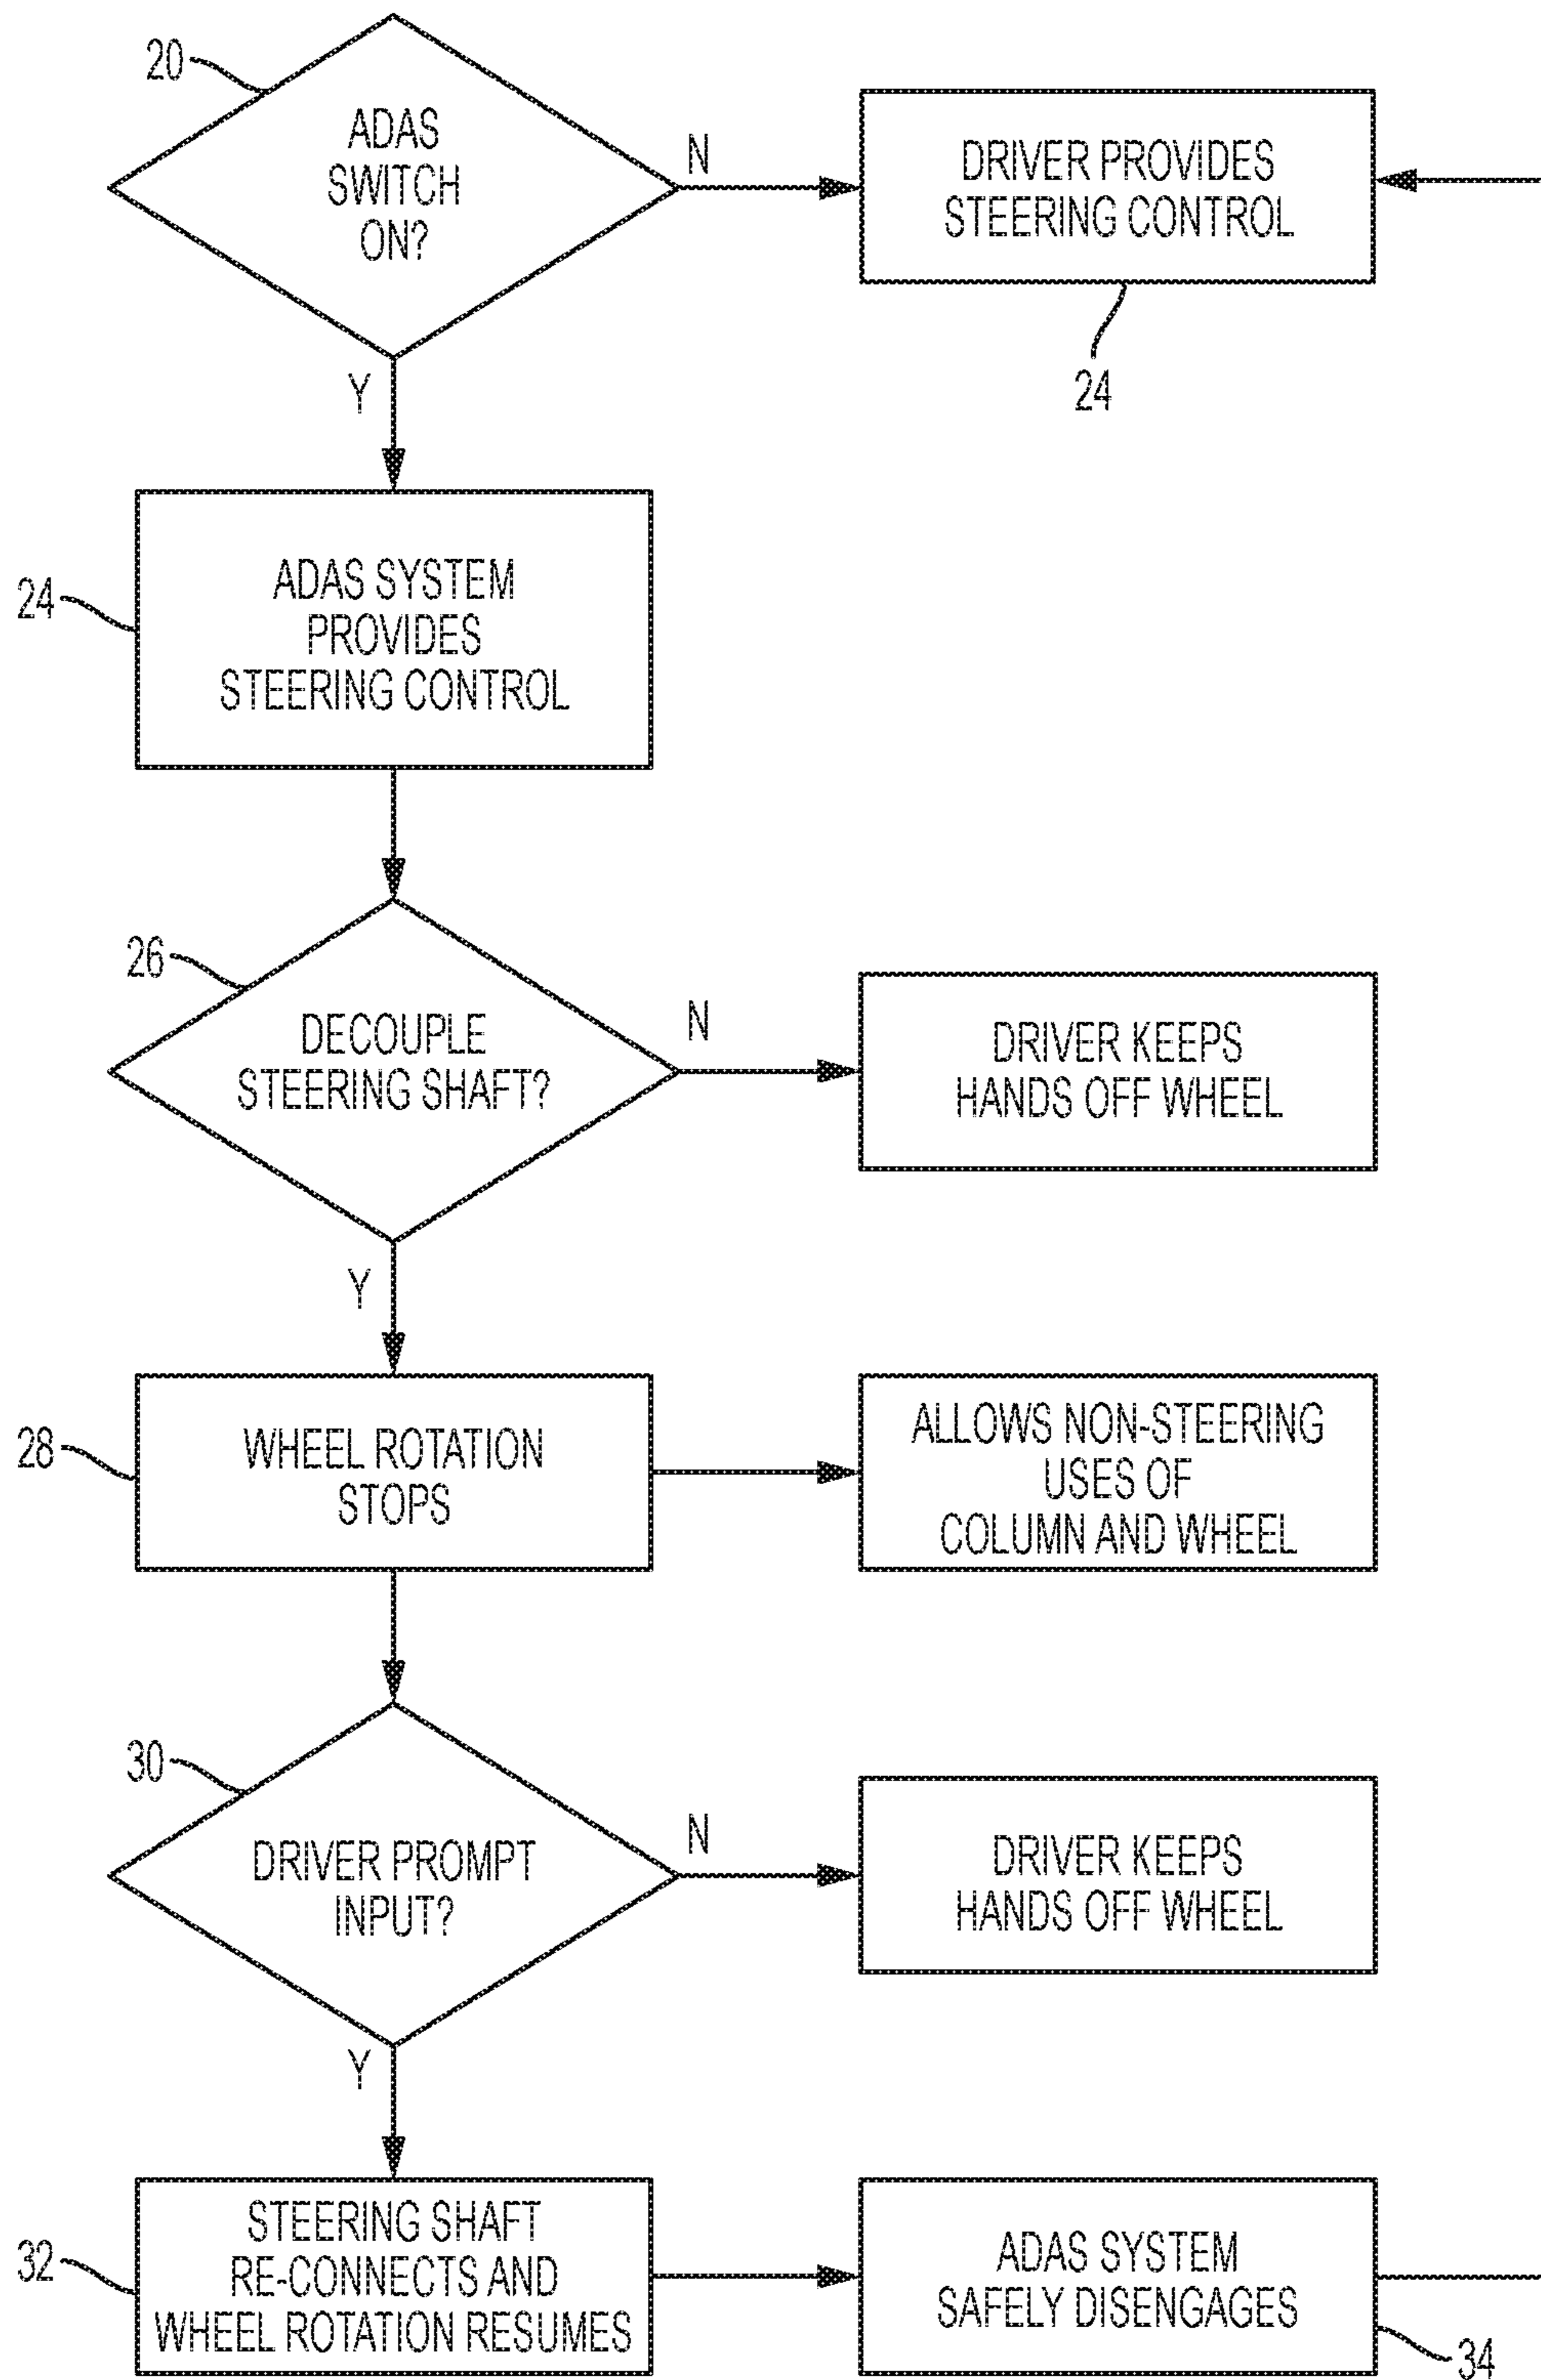 20
ADAS
SWITCH
ON?
N
DRIVER PROVIDES
STEERING CONTROL
24
Y
24
ADAS SYSTEM
PROVIDES
STEERING CONTROL
26
DECOUPLE
STEERING SHAFT?
N
DRIVER KEEPS
HANDS OFF WHEEL
Y
28
WHEEL ROTATION
STOPS
ALLOWS NON-STEERING
USES OF
COLUMN AND WHEEL
30
DRIVER PROMPT
INPUT?
N
DRIVER KEEPS
HANDS OFF WHEEL
Y
32
STEERING SHAFT
RE-CONNECTS AND
WHEEL ROTATION RESUMES
ADAS SYSTEM
SAFELY DISENGAGES
34